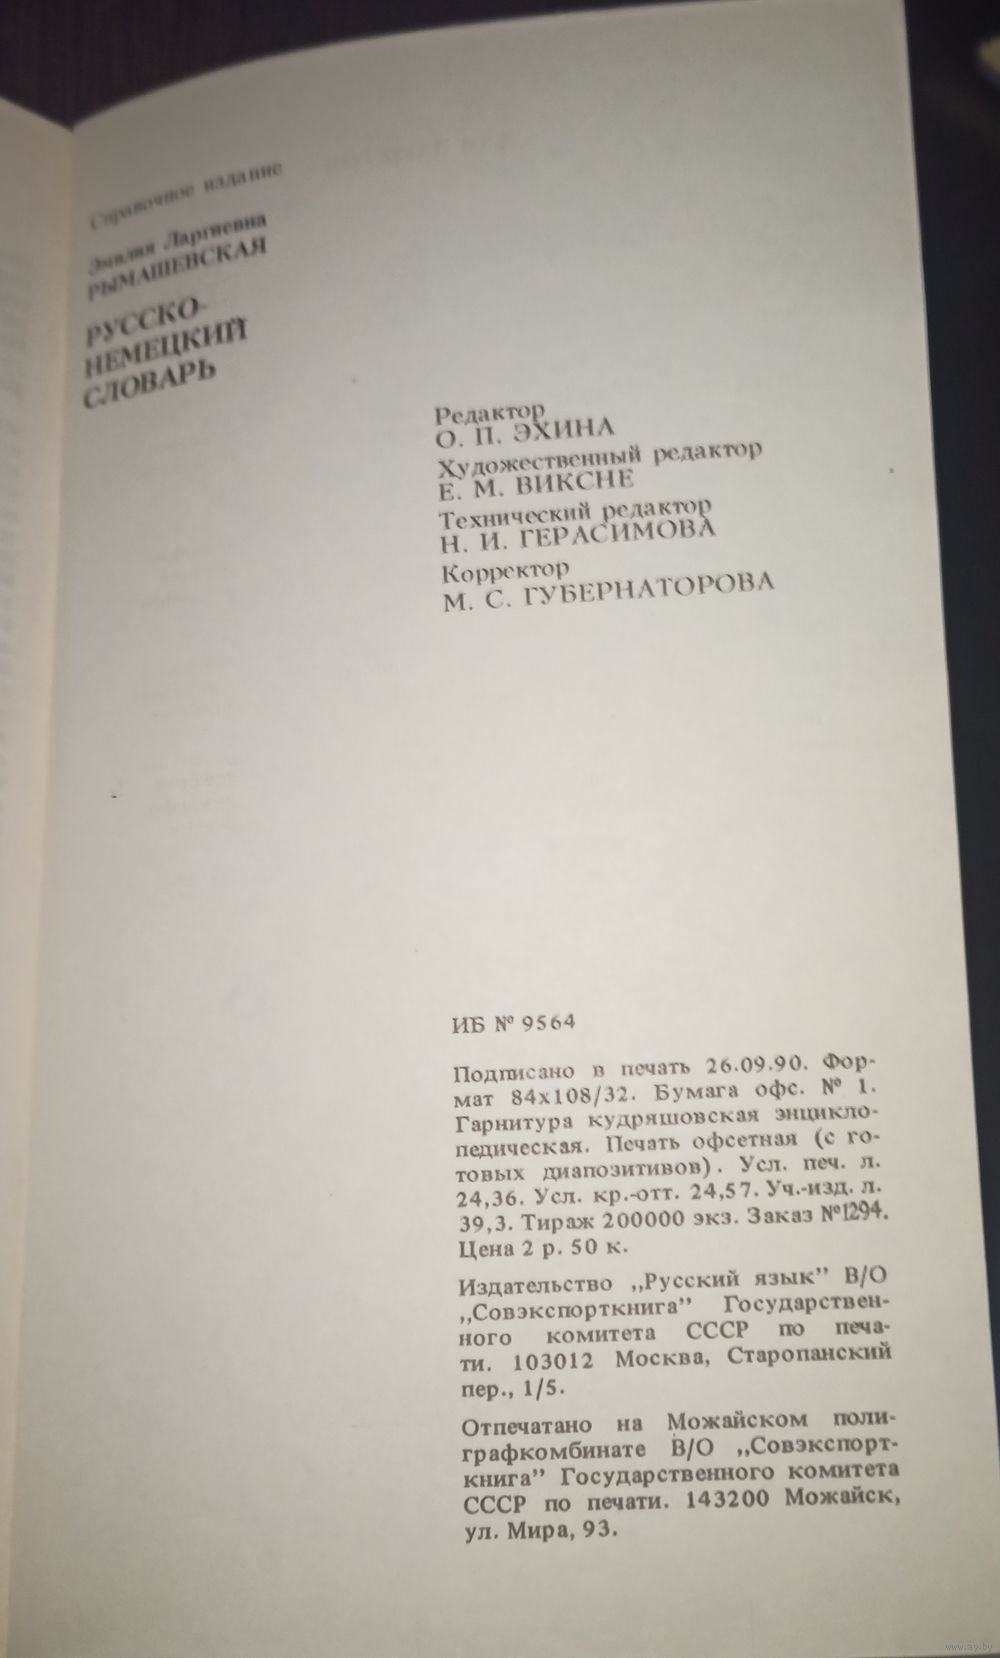 Справочное издание
Эмилия Ларгиевна
РЫМАШЕВСКАЯ
РУССКО-
НЕМЕЦКИЙ
СЛОВАРЬ
Редактор
О. П. ЭХИНА
Художественный редактор
Е. М. ВИКСНЕ
Технический редактор
Н. И. ГЕРАСИМОВА
Корректор
М. С. ГУБЕРНАТОРОВА
ИБ № 9564
Подписано в печать 26.09.90. Фор-
мат 84х108/32. Бумага офс. № 1.
Гарнитура кудряшовская энцикло-
педическая. Печать офсетная (с го-
товых диапозитивов). Усл. печ. л.
24,36. Усл. кр.-отт. 24,57. Уч.-изд. л.
39,3. Тираж 200000 экз. Заказ №1294.
Цена 2 р. 50 к.
Издательство „Русский язык” В/О
„Совэкспорткнига” Государствен-
ного комитета СССР по печа-
ти. 103012 Москва, Старопанский
пер., 1/5.
Отпечатано на Можайском поли-
графкомбинате В/О „Совэкспорт-
книга” Государственного комитета
СССР по печати. 143200 Можайск,
ул. Мира, 93.
www.ay.by